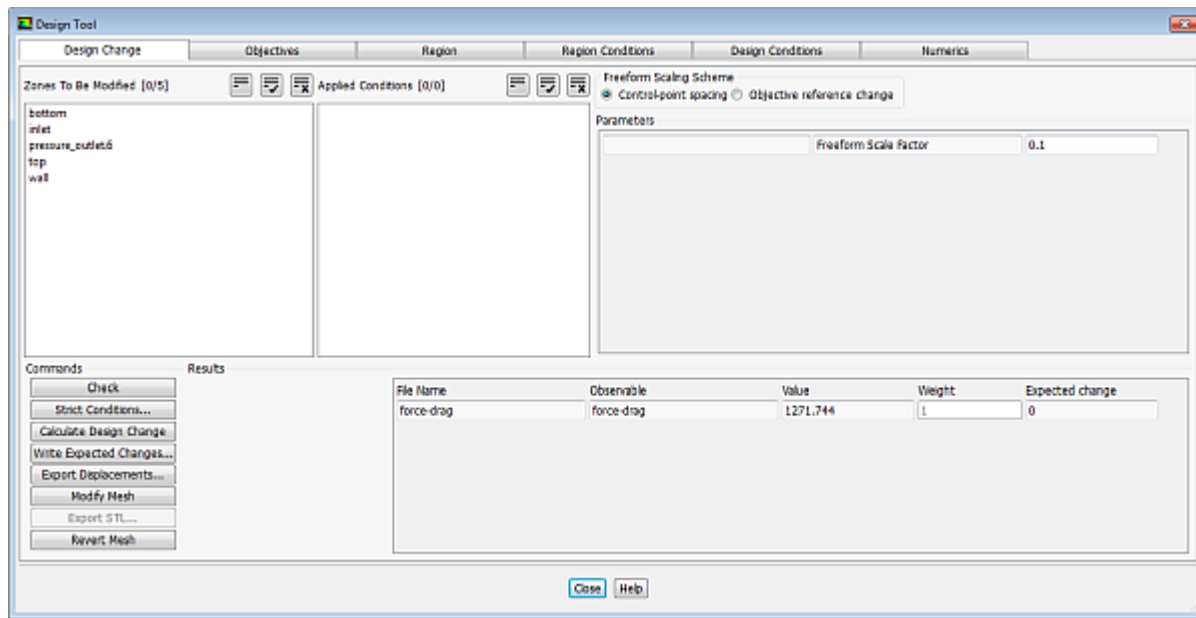 Design Tool
Design Change Objectives Region Region Conditions Design Conditions Numerics
Zones To Be Modified [0/5]
Applied Conditions [0/0]
bottom
inlet
pressure_outlet.6
top
wall
Freeform Scaling Scheme
Control-point spacing Objective reference change
Parameters
Freeform Scale Factor 0.1
Commands
Check
Strict Conditions...
Calculate Design Change
Write Expected Changes...
Export Displacements...
Modify Mesh
Export STL...
Revert Mesh
Results
File Name Observable Value Weight Expected change
force-drag force-drag 1271.744 1 0
Close Help